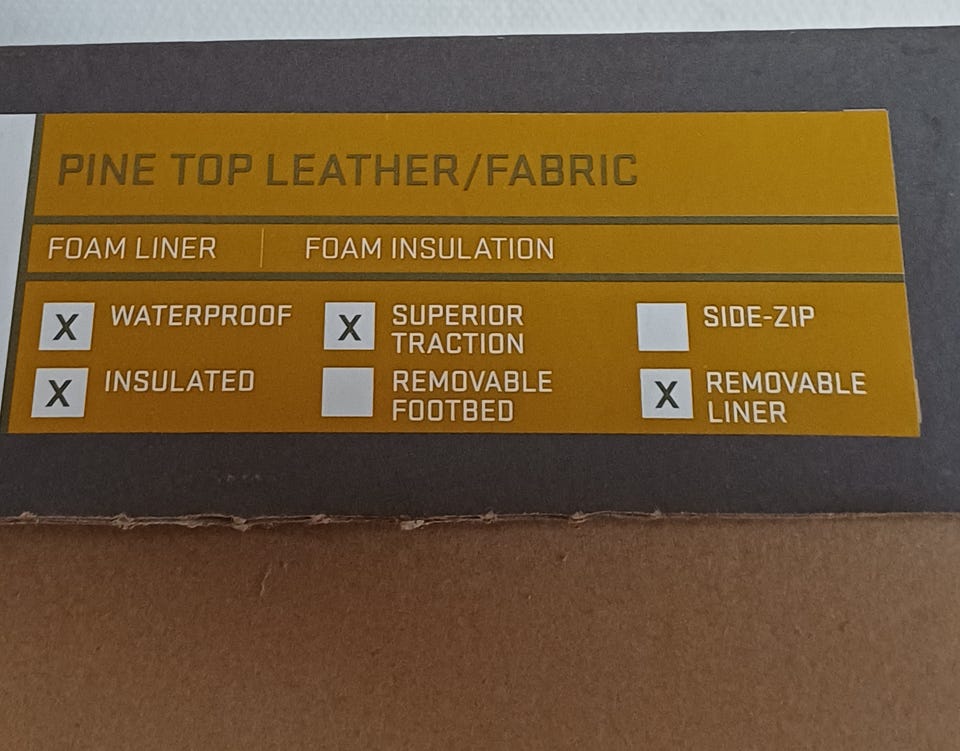 PINE TOP LEATHER/FABRIC
FOAM LINER FOAM INSULATION
X WATERPROOF
X SUPERIOR
TRACTION
SIDE-ZIP
X INSULATED
REMOVABLE
FOOTBED
X REMOVABLE
LINER